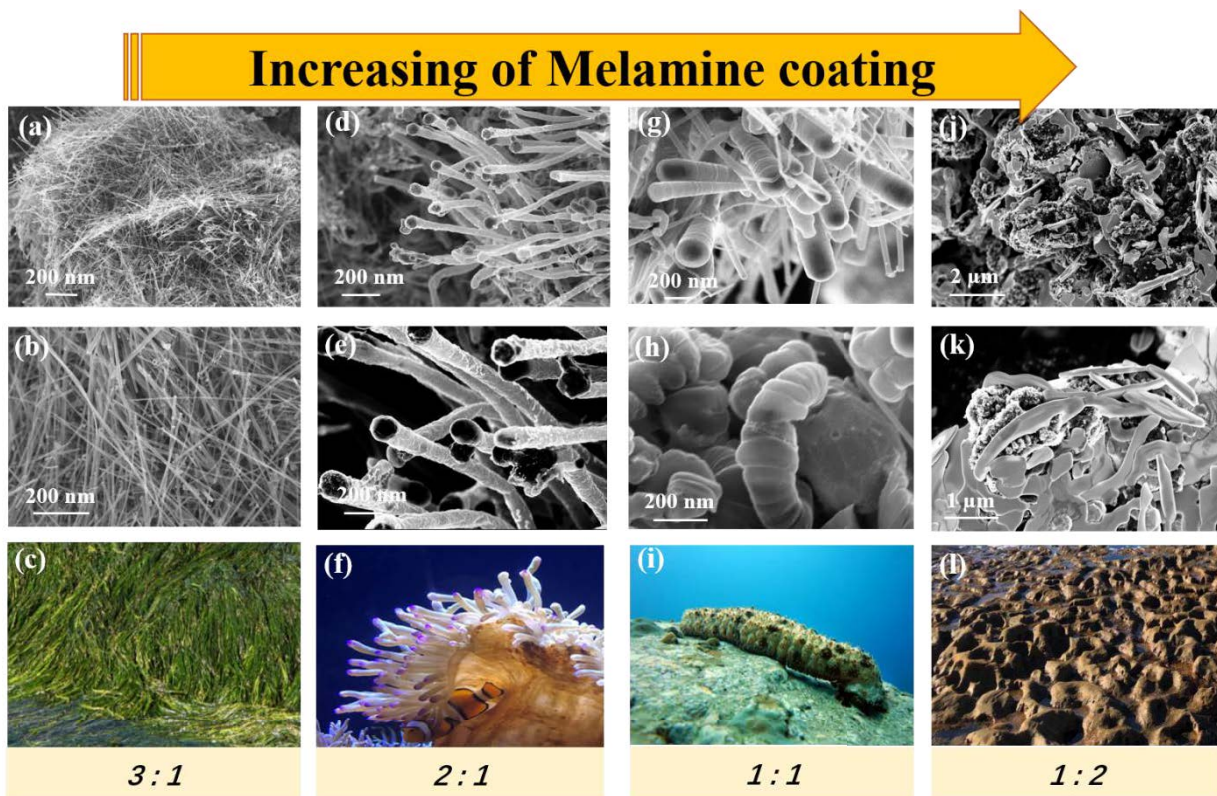 Increasing of Melamine coating
(a)
200 nm
(d)
200 nm
(g)
200 nm
(j)
2 μm
(b)
200 nm
(e)
200 nm
(h)
200 nm
(k)
1 μm
(c)
(f)
(i)
(l)
3 : 1
2 : 1
1 : 1
1 : 2